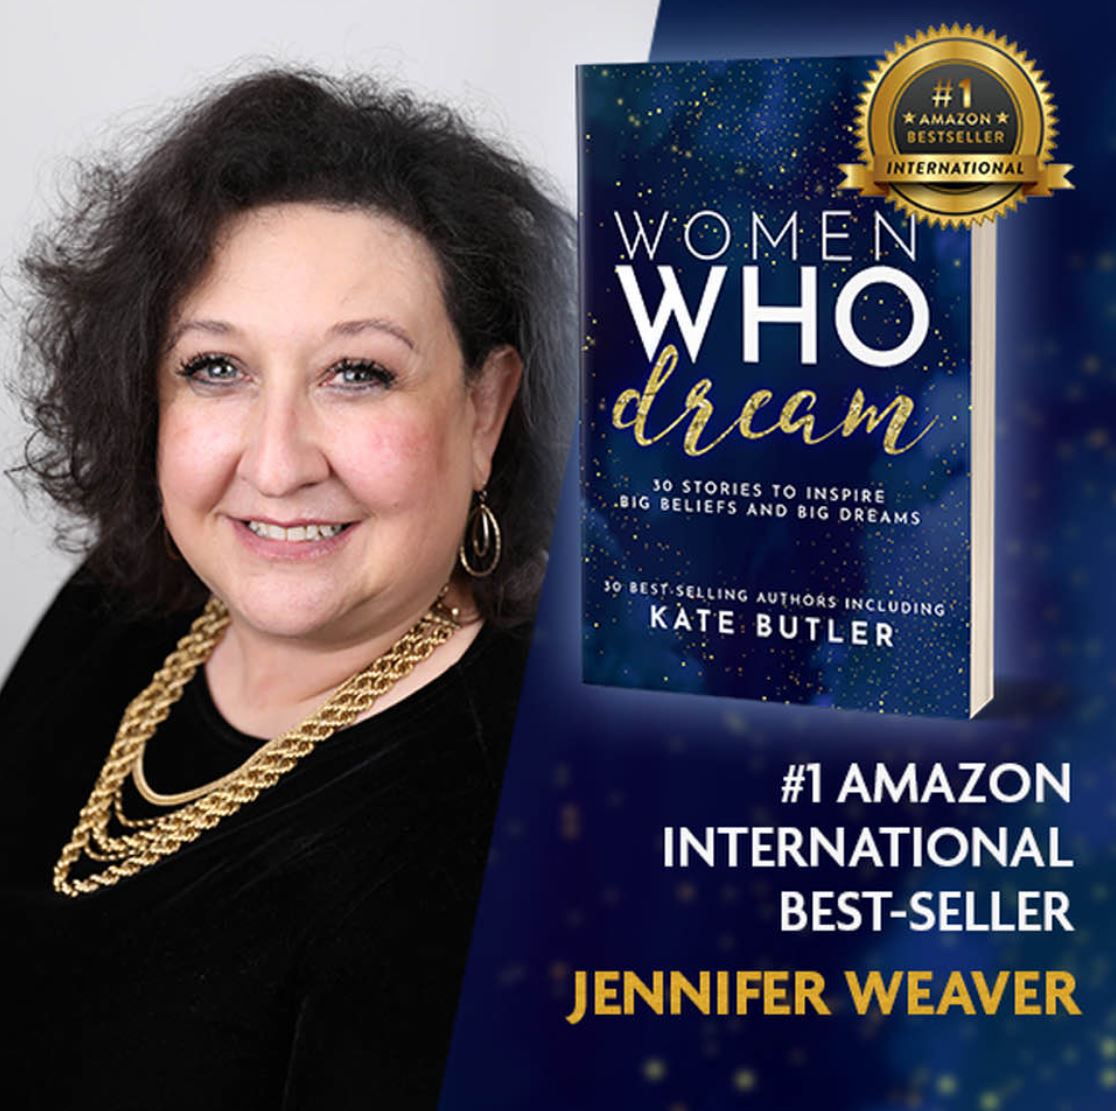 #1
AMAZON
BESTSELLER
INTERNATIONAL
WOMEN
WHO
dream
30 STORIES TO INSPIRE
BIG BELIEFS AND BIG DREAMS
30 BEST-SELLING AUTHORS INCLUDING
KATE BUTLER
#1 AMAZON
INTERNATIONAL
BEST-SELLER
JENNIFER WEAVER